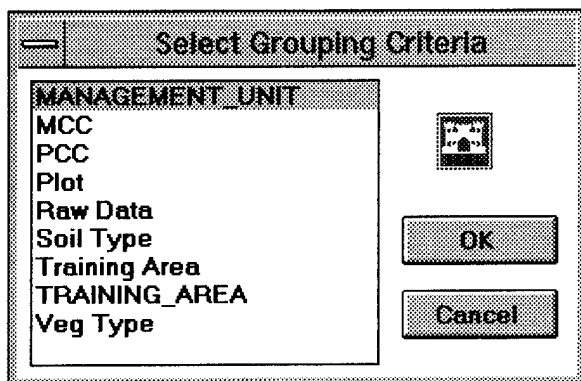 Select Grouping Criteria
MANAGEMENT_UNIT
MCC
PCC
Plot
Raw Data
Soil Type
Training Area
TRAINING_AREA
Veg Type
OK
Cancel